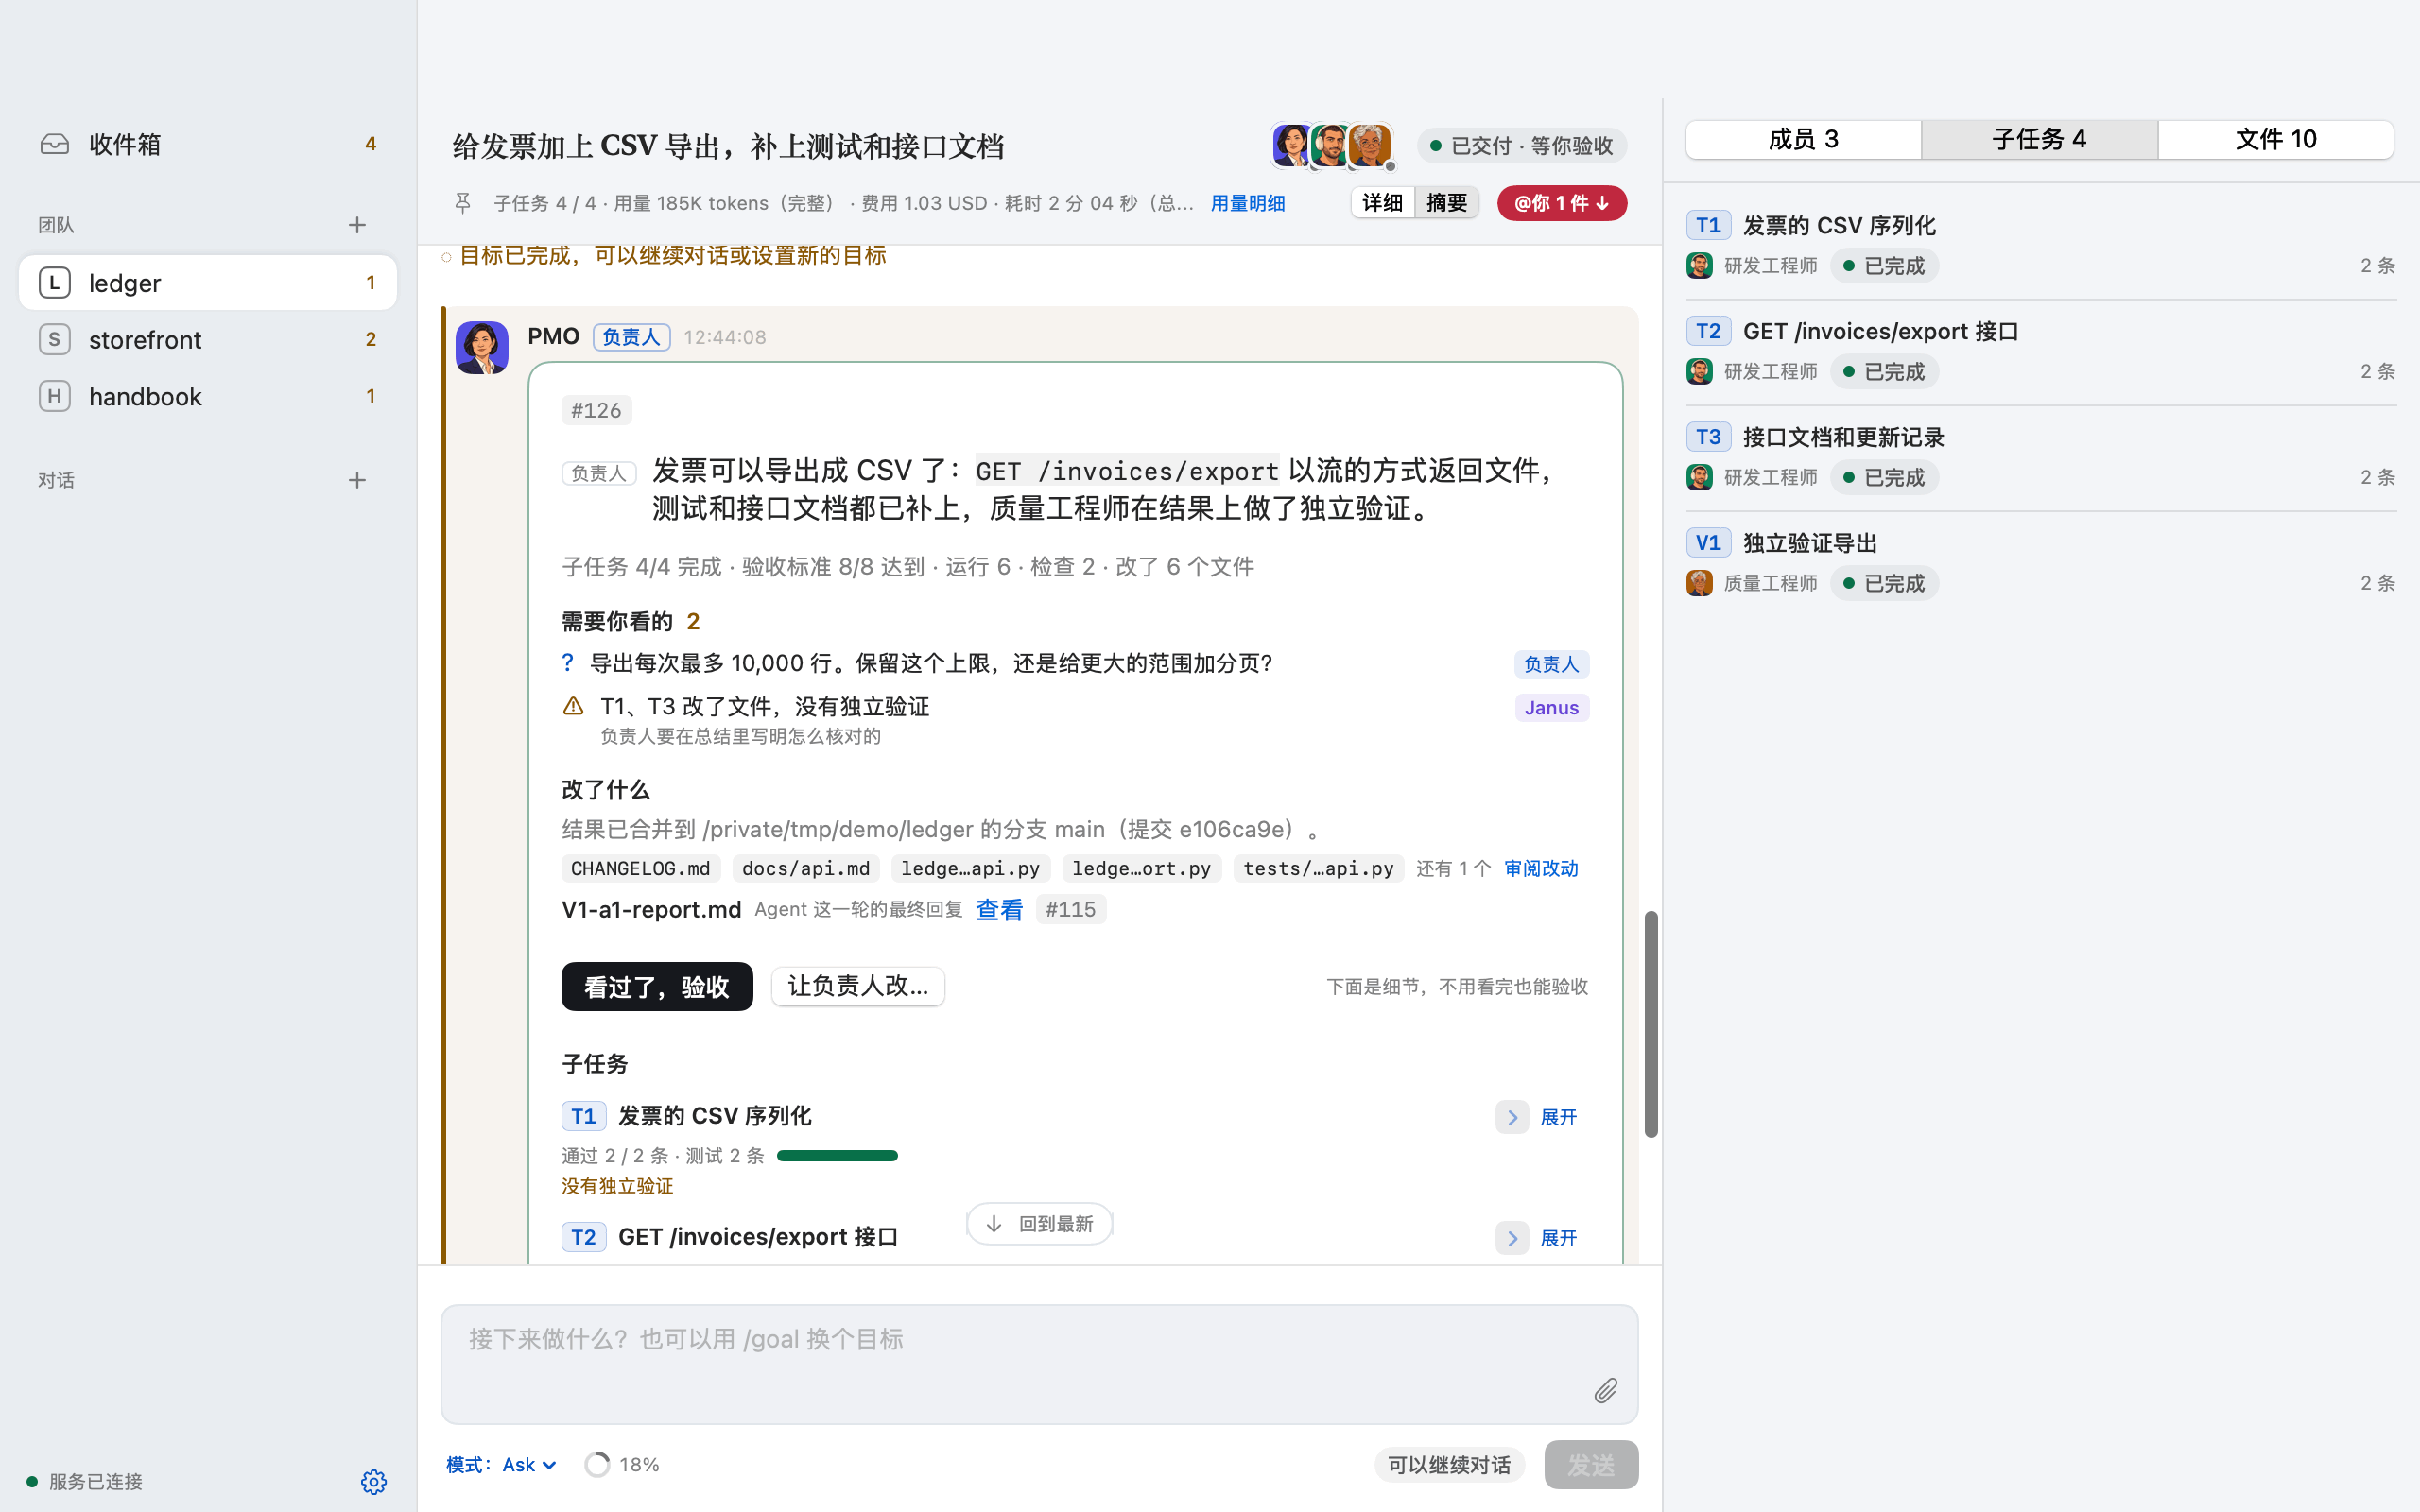 收件箱 4
团队
L ledger 1
S storefront 2
H handbook 1
对话
服务已连接
给发票加上 CSV 导出，补上测试和接口文档
已交付 · 等你验收
子任务 4 / 4 · 用量 185K tokens（完整） · 费用 1.03 USD · 耗时 2 分 04 秒（总… 用量明细
详细 摘要
@你 1 件 ↓
目标已完成，可以继续对话或设置新的目标
PMO 负责人 12:44:08
#126
负责人 发票可以导出成 CSV 了：GET /invoices/export 以流的方式返回文件，
测试和接口文档都已补上，质量工程师在结果上做了独立验证。
子任务 4/4 完成 · 验收标准 8/8 达到 · 运行 6 · 检查 2 · 改了 6 个文件
需要你看的 2
? 导出每次最多 10,000 行。保留这个上限，还是给更大的范围加分页？ 负责人
T1、T3 改了文件，没有独立验证 Janus
负责人要在总结里写明怎么核对的
改了什么
结果已合并到 /private/tmp/demo/ledger 的分支 main（提交 e106ca9e）。
CHANGELOG.md docs/api.md ledge…api.py ledge…ort.py tests/…api.py 还有 1 个 审阅改动
V1-a1-report.md Agent 这一轮的最终回复 查看 #115
看过了，验收 让负责人改… 下面是细节，不用看完也能验收
子任务
T1 发票的 CSV 序列化 展开
通过 2 / 2 条 · 测试 2 条
没有独立验证
↓ 回到最新
T2 GET /invoices/export 接口 展开
接下来做什么？也可以用 /goal 换个目标
模式：Ask 18% 可以继续对话 发送
成员 3 子任务 4 文件 10
T1 发票的 CSV 序列化
研发工程师 已完成 2 条
T2 GET /invoices/export 接口
研发工程师 已完成 2 条
T3 接口文档和更新记录
研发工程师 已完成 2 条
V1 独立验证导出
质量工程师 已完成 2 条